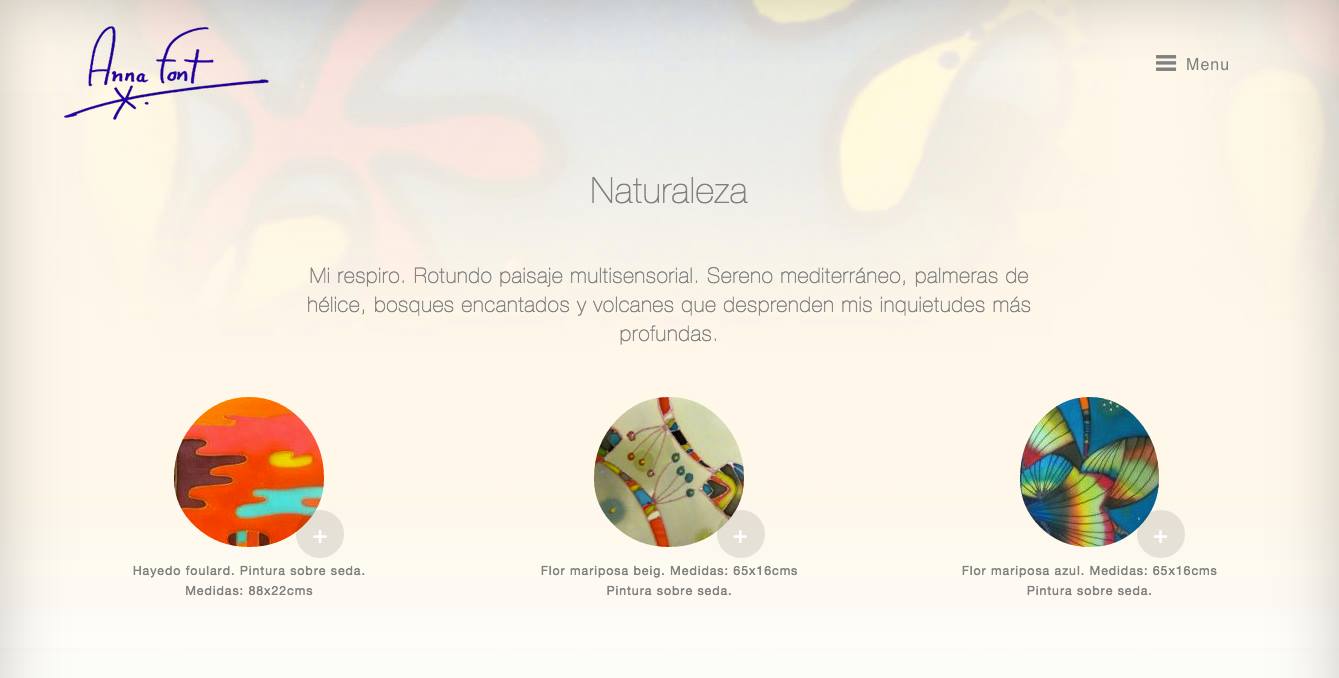 Anna Font
Menu
Naturaleza
Mi respiro. Rotundo paisaje multisensorial. Sereno mediterráneo, palmeras de
hélice, bosques encantados y volcanes que desprenden mis inquietudes más
profundas.
Hayedo foulard. Pintura sobre seda.
Medidas: 88x22cms
Flor mariposa beig. Medidas: 65x16cms
Pintura sobre seda.
Flor mariposa azul. Medidas: 65x16cms
Pintura sobre seda.